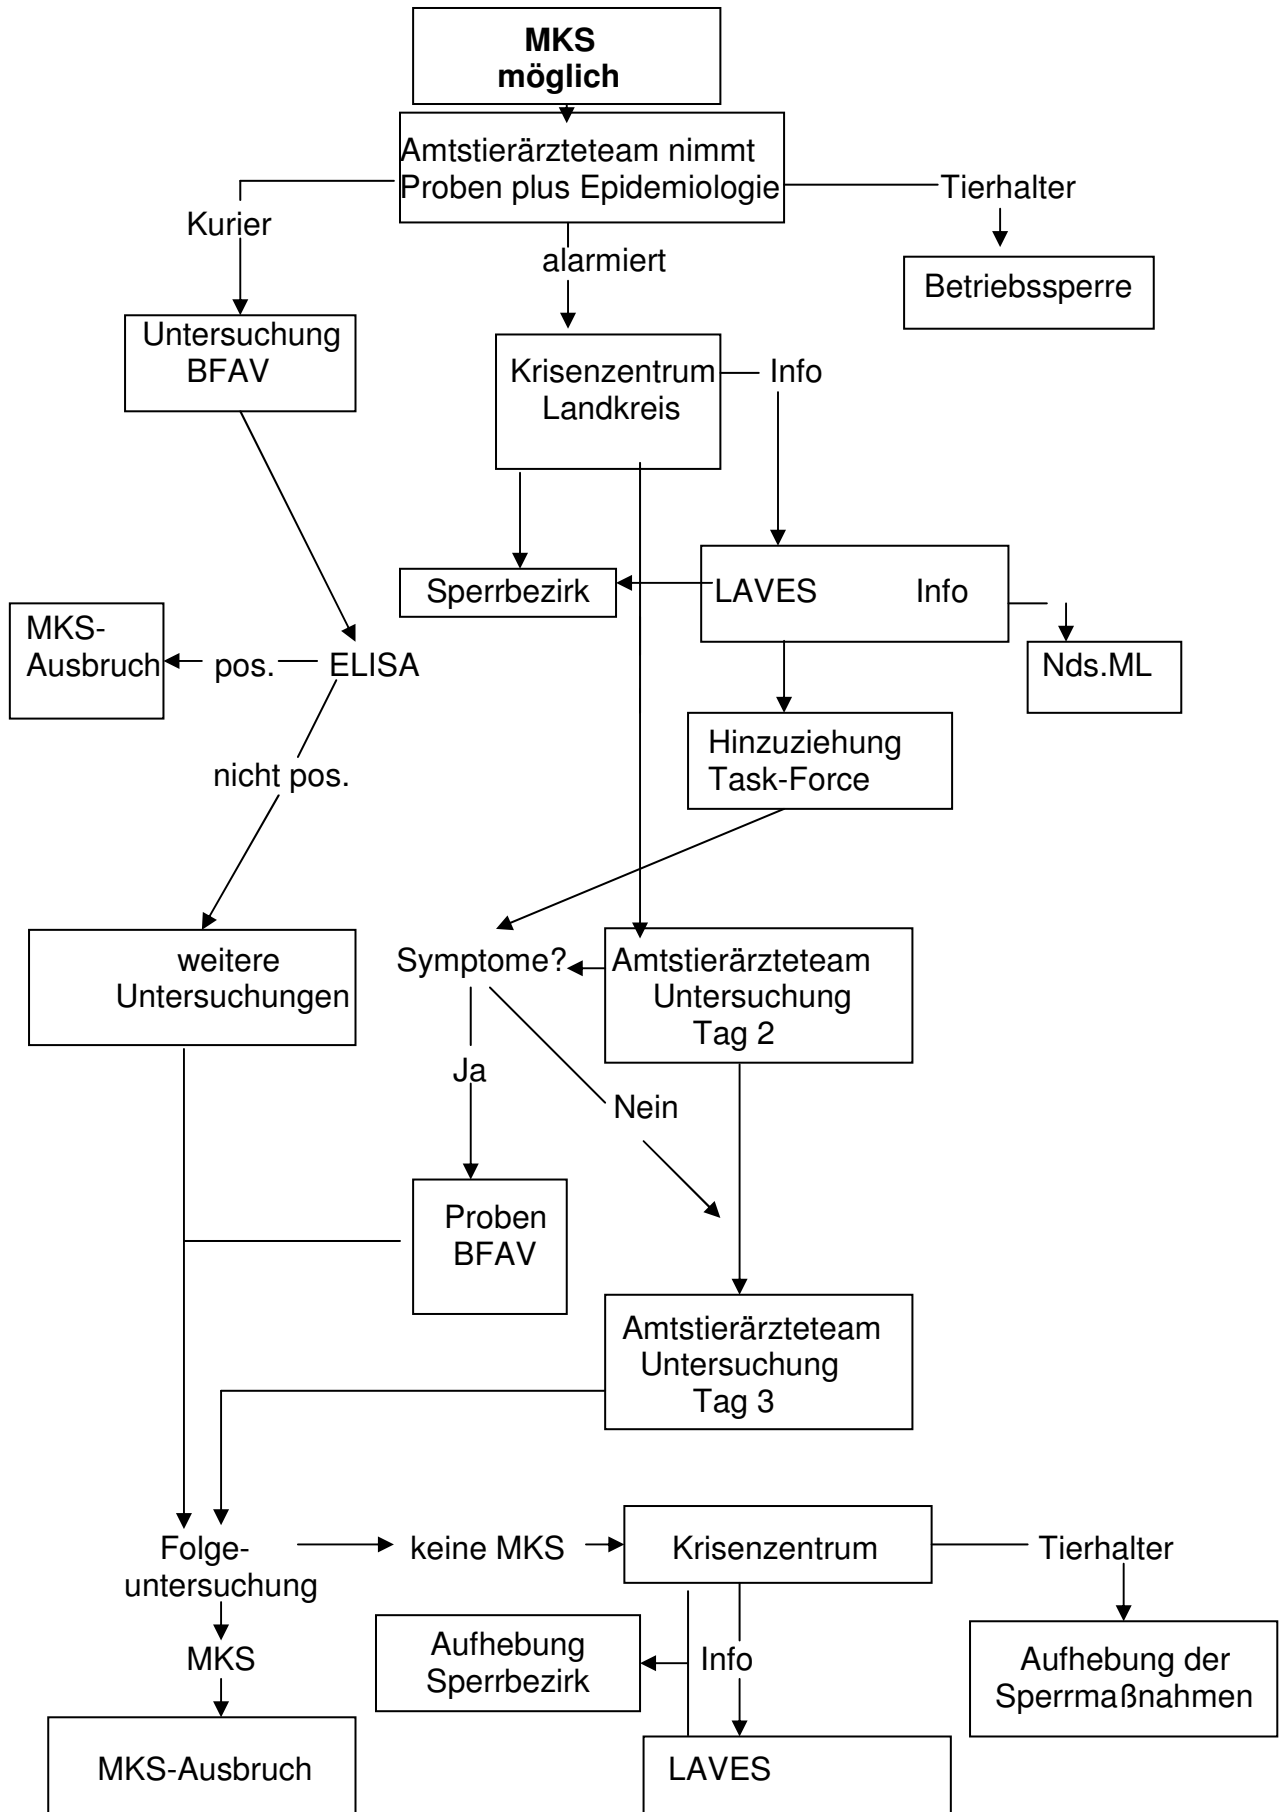 MKS
möglich
Amtstierärzteteam nimmt
Proben plus Epidemiologie
Tierhalter
Kurier
alarmiert
Betriebssperre
Untersuchung
BFAV
Krisenzentrum
Landkreis
Info
Sperrbezirk
LAVES Info
MKS-
Ausbruch
pos.
ELISA
Nds.ML
Hinzuziehung
Task-Force
nicht pos.
weitere
Untersuchungen
Symptome?
Amtstierärzteteam
Untersuchung
Tag 2
Ja
Nein
Proben
BFAV
Amtstierärzteteam
Untersuchung
Tag 3
Folge-
untersuchung
keine MKS
Krisenzentrum
Tierhalter
MKS
Aufhebung
Sperrbezirk
Info
Aufhebung der
Sperrmaßnahmen
MKS-Ausbruch
LAVES